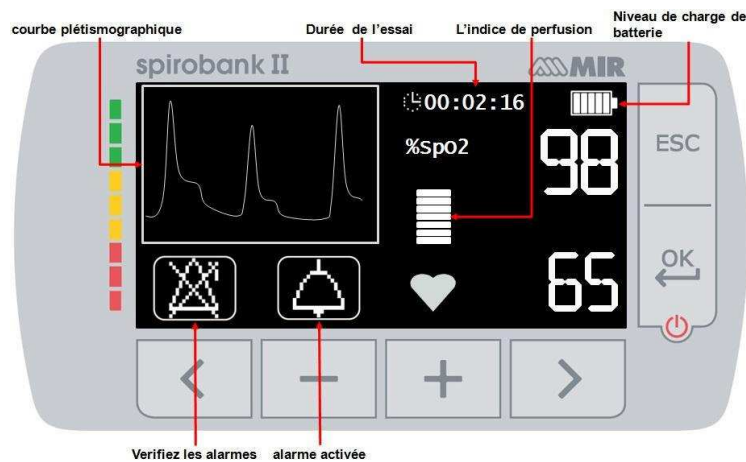 courbe plétismographique
Durée de l'essai
L'indice de perfusion
Niveau de charge de
batterie
spirobank II
MIR
00:02:16
%spo2
98
65
ESC
OK
Verifiez les alarmes
alarme activée